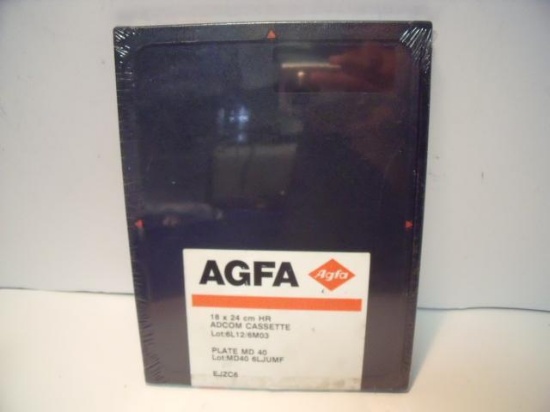 AGFA
Agfa
18 x 24 cm HR
ADCOM CASSETTE
Lot:6L12/6M03
PLATE MD 40
Lot:MD40 6LJUMF
EJZC6